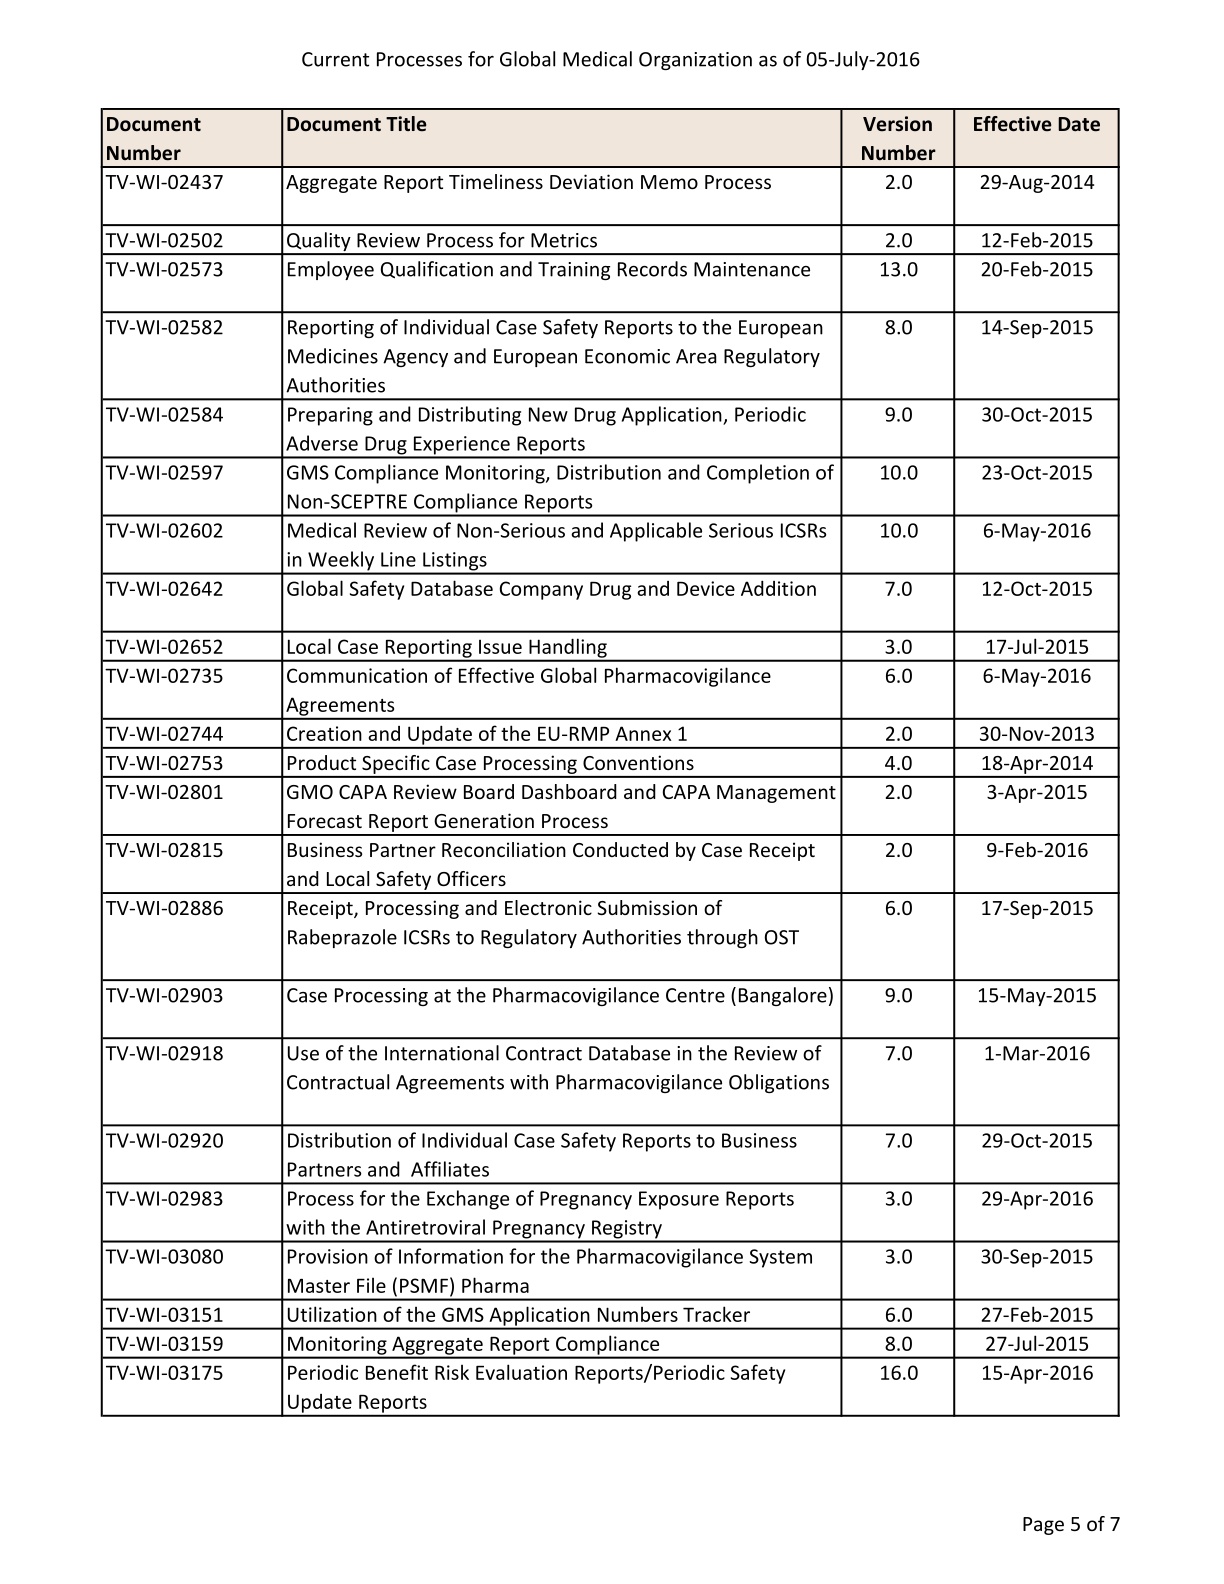 Current Processes for Global Medical Organization as of 05-July-2016
Document Number Document Title Version Number Effective Date
TV-WI-02437 Aggregate Report Timeliness Deviation Memo Process 2.0 29-Aug-2014
TV-WI-02502 Quality Review Process for Metrics 2.0 12-Feb-2015
TV-WI-02573 Employee Qualification and Training Records Maintenance 13.0 20-Feb-2015
TV-WI-02582 Reporting of Individual Case Safety Reports to the European 8.0 14-Sep-2015
Medicines Agency and European Economic Area Regulatory
Authorities
TV-WI-02584 Preparing and Distributing New Drug Application, Periodic 9.0 30-Oct-2015
Adverse Drug Experience Reports
TV-WI-02597 GMS Compliance Monitoring, Distribution and Completion of 10.0 23-Oct-2015
Non-SCEPTRE Compliance Reports
TV-WI-02602 Medical Review of Non-Serious and Applicable Serious ICSRs 10.0 6-May-2016
in Weekly Line Listings
TV-WI-02642 Global Safety Database Company Drug and Device Addition 7.0 12-Oct-2015
TV-WI-02652 Local Case Reporting Issue Handling 3.0 17-Jul-2015
TV-WI-02735 Communication of Effective Global Pharmacovigilance 6.0 6-May-2016
Agreements
TV-WI-02744 Creation and Update of the EU-RMP Annex 1 2.0 30-Nov-2013
TV-WI-02753 Product Specific Case Processing Conventions 4.0 18-Apr-2014
TV-WI-02801 GMO CAPA Review Board Dashboard and CAPA Management 2.0 3-Apr-2015
Forecast Report Generation Process
TV-WI-02815 Business Partner Reconciliation Conducted by Case Receipt 2.0 9-Feb-2016
and Local Safety Officers
TV-WI-02886 Receipt, Processing and Electronic Submission of 6.0 17-Sep-2015
Rabeprazole ICSRs to Regulatory Authorities through OST
TV-WI-02903 Case Processing at the Pharmacovigilance Centre (Bangalore) 9.0 15-May-2015
TV-WI-02918 Use of the International Contract Database in the Review of 7.0 1-Mar-2016
Contractual Agreements with Pharmacovigilance Obligations
TV-WI-02920 Distribution of Individual Case Safety Reports to Business 7.0 29-Oct-2015
Partners and  Affiliates
TV-WI-02983 Process for the Exchange of Pregnancy Exposure Reports 3.0 29-Apr-2016
with the Antiretroviral Pregnancy Registry
TV-WI-03080 Provision of Information for the Pharmacovigilance System 3.0 30-Sep-2015
Master File (PSMF) Pharma
TV-WI-03151 Utilization of the GMS Application Numbers Tracker 6.0 27-Feb-2015
TV-WI-03159 Monitoring Aggregate Report Compliance 8.0 27-Jul-2015
TV-WI-03175 Periodic Benefit Risk Evaluation Reports/Periodic Safety 16.0 15-Apr-2016
Update Reports
Page 5 of 7